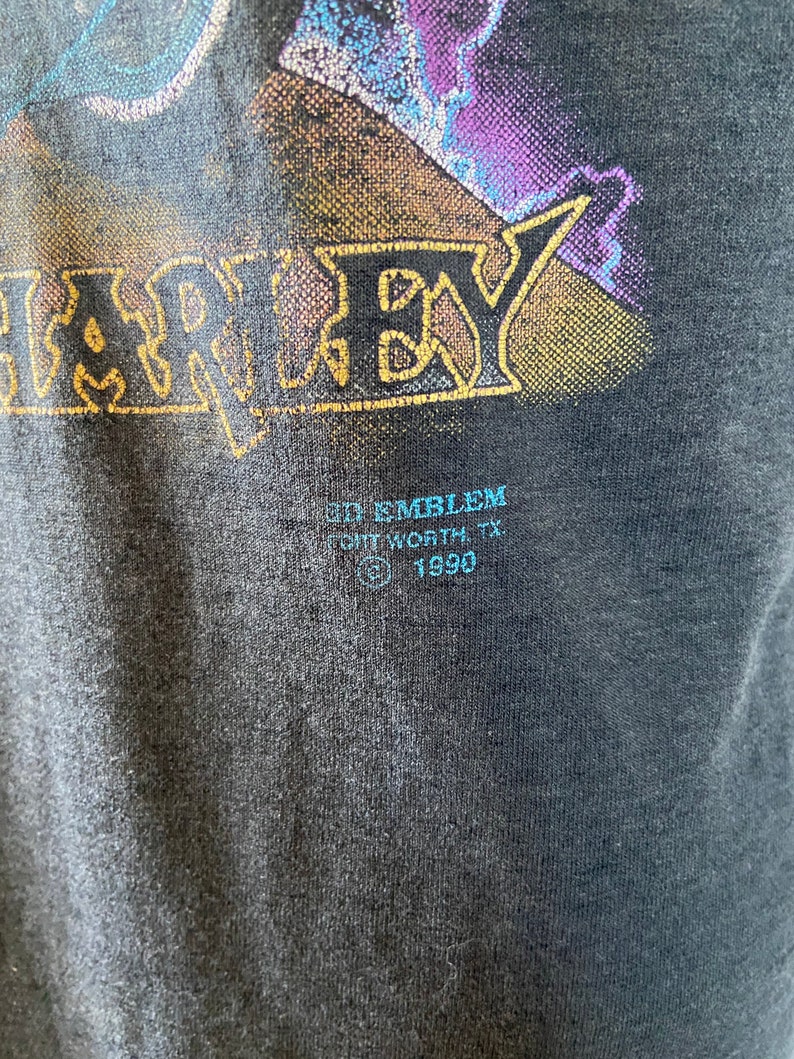 HARLEY
3D EMBLEM
FORT WORTH, TX.
© 1990